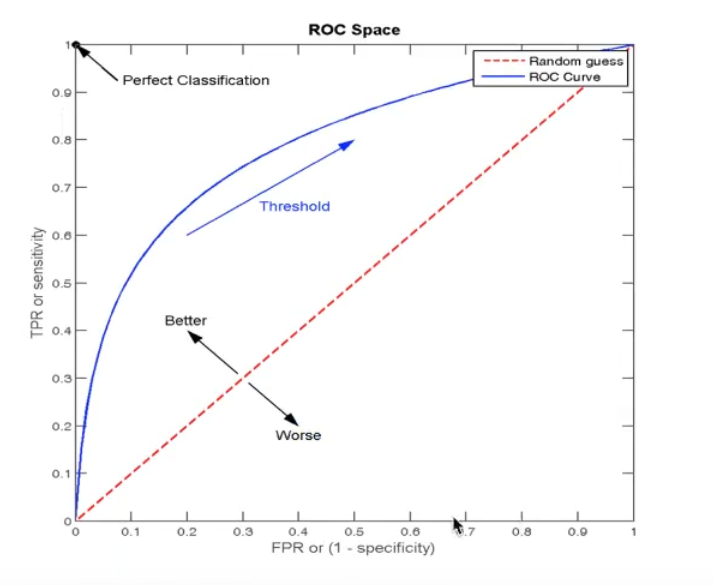 ROC Space
Perfect Classification
Random guess
ROC Curve
Threshold
Better
Worse
TPR or sensitivity
1
0.9
0.8
0.7
0.6
0.5
0.4
0.3
0.2
0.1
0
0
0.1
0.2
0.3
0.4
0.5
0.6
0.7
0.8
0.9
1
FPR or (1 - specificity)